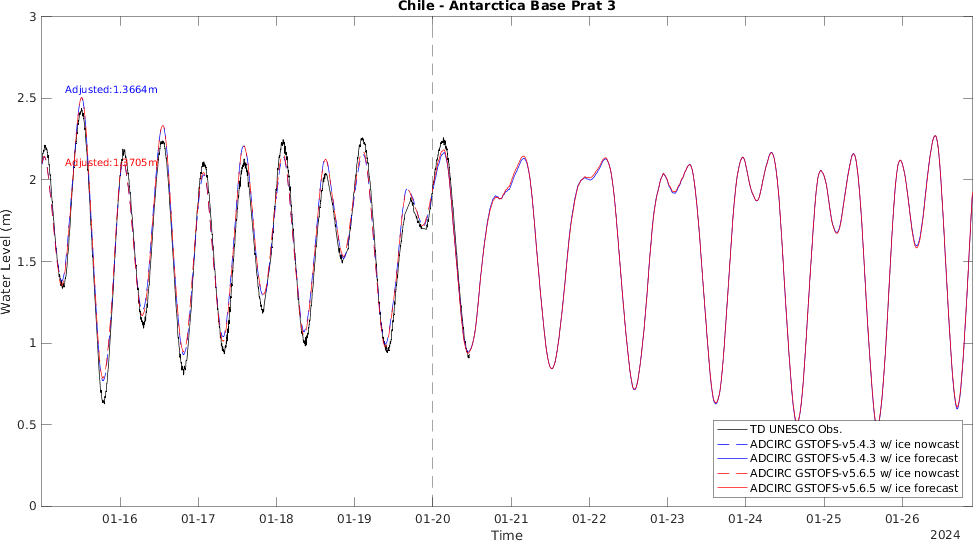 Chile - Antarctica Base Prat 3
3
2.5
2
1.5
1
0.5
0
Water Level (m)
Adjusted:1.3664m
Adjusted:1.3705m
01-16 01-17 01-18 01-19 01-20 01-21 01-22 01-23 01-24 01-25 01-26
Time
2024
TD UNESCO Obs.
ADCIRC GSTOFS-v5.4.3 w/ ice nowcast
ADCIRC GSTOFS-v5.4.3 w/ ice forecast
ADCIRC GSTOFS-v5.6.5 w/ ice nowcast
ADCIRC GSTOFS-v5.6.5 w/ ice forecast